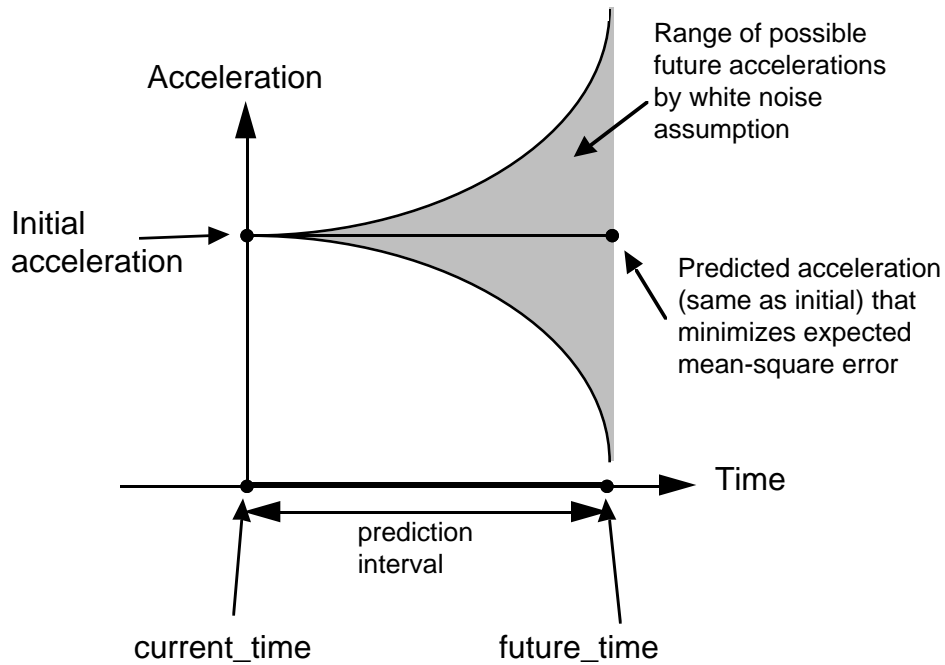 Range of possible
future accelerations
by white noise
assumption
Acceleration
Initial
acceleration
Predicted acceleration
(same as initial) that
minimizes expected
mean-square error
Time
prediction
interval
current_time
future_time